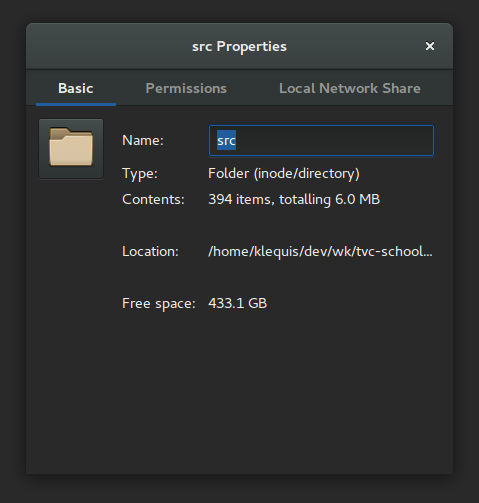 src Properties ×
Basic Permissions Local Network Share
Name: src
Type: Folder (inode/directory)
Contents: 394 items, totalling 6.0 MB
Location: /home/klequis/dev/wk/tvc-school...
Free space: 433.1 GB